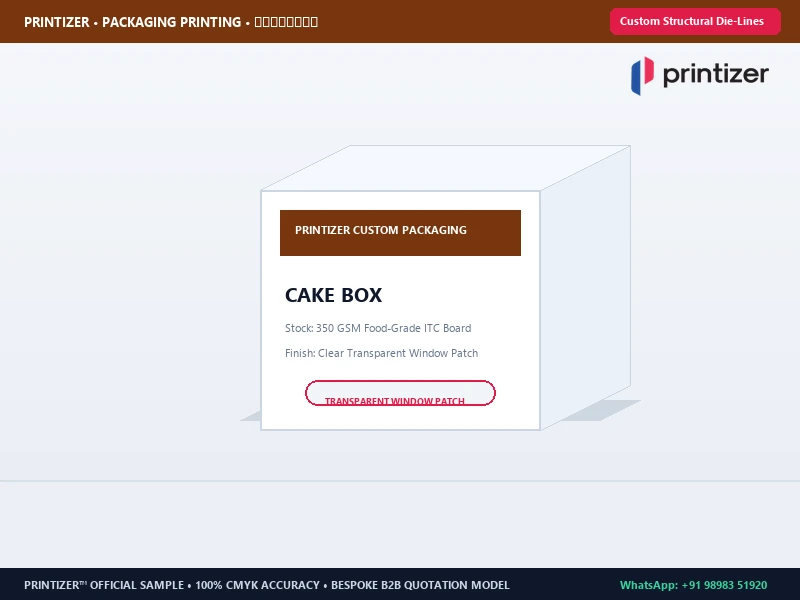 PRINTIZER • PACKAGING PRINTING •
Custom Structural Die-Lines
printizer
PRINTIZER CUSTOM PACKAGING
CAKE BOX
Stock: 350 GSM Food-Grade ITC Board
Finish: Clear Transparent Window Patch
TRANSPARENT WINDOW PATCH
PRINTIZER™ OFFICIAL SAMPLE • 100% CMYK ACCURACY • BESPOKE B2B QUOTATION MODEL
WhatsApp: +91 98983 51920